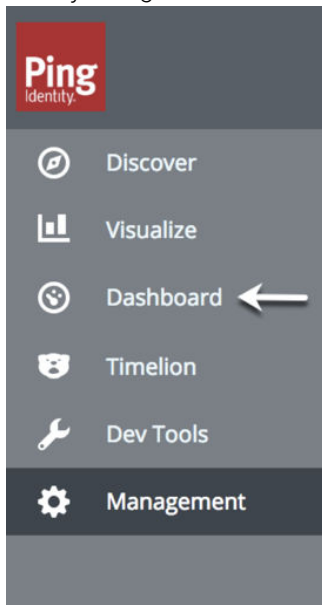 Ping
Identity.
Discover
Visualize
Dashboard
Timelion
Dev Tools
Management